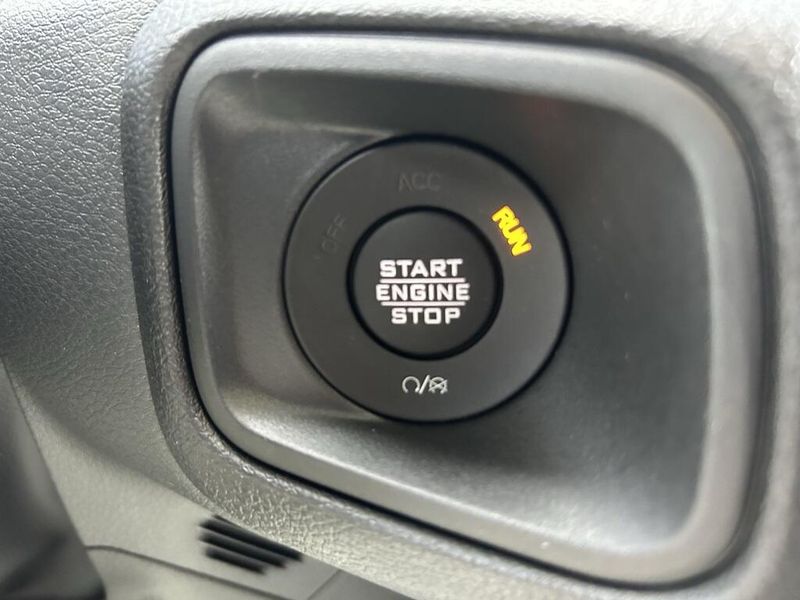 ACC
OFF
RUN
START
ENGINE
STOP